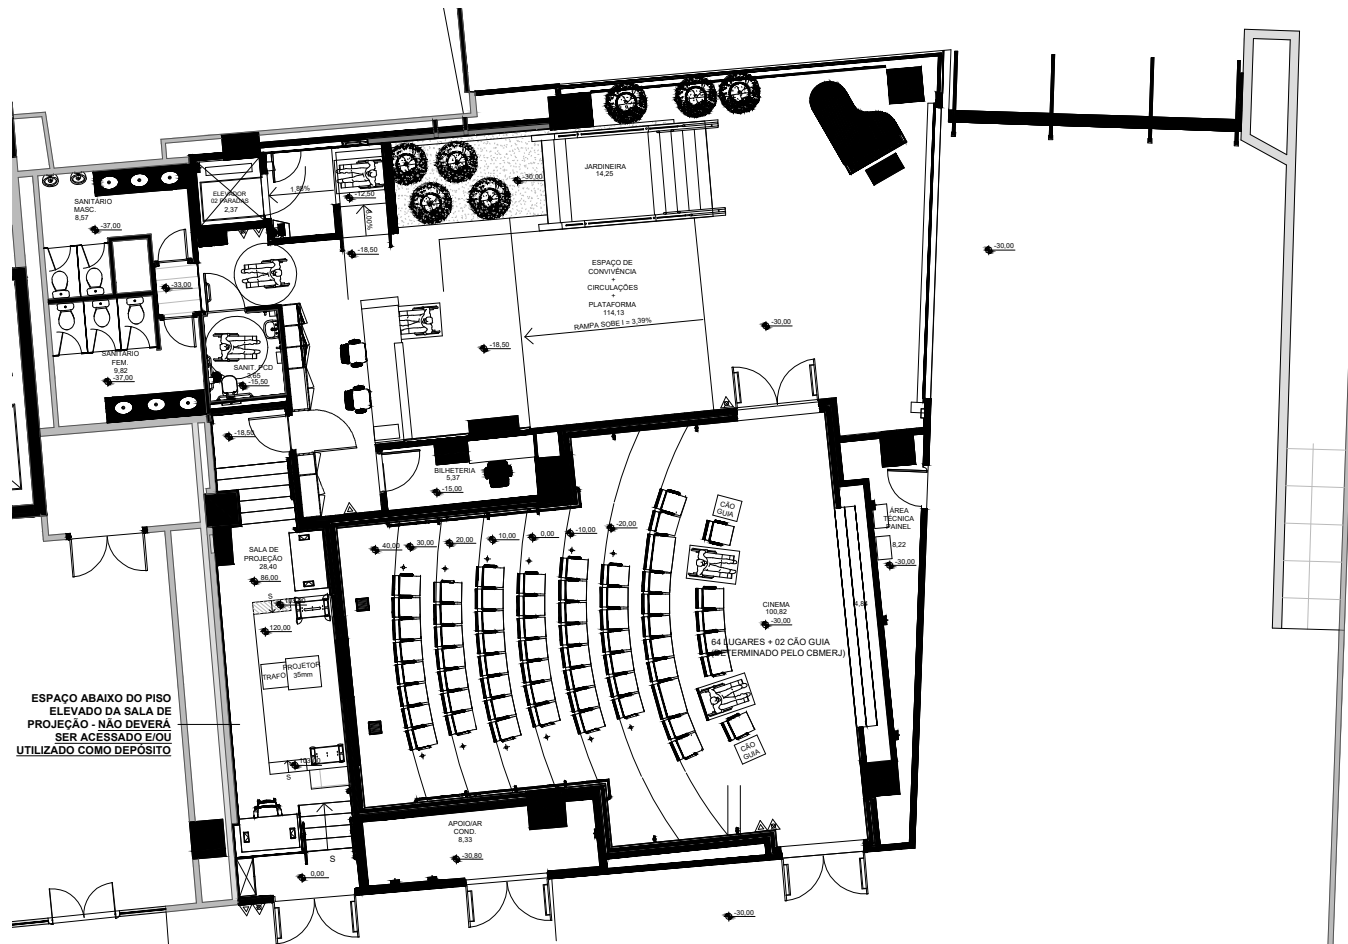 JARDINEIRA
14,25
-30,00
ELEVADOR
02 PARADAS
2,37
1,88%
-12,50
6,00%
-18,50
SANITÁRIO
MASC.
8,57
-37,00
-33,00
ESPAÇO DE
CONVIVÊNCIA
+
CIRCULAÇÕES
+
PLATAFORMA
114,13
RAMPA SOBE I = 3,39%
-30,00
-30,00
-18,50
SANITÁRIO
FEM.
9,82
-37,00
SANIT. PCD
3,65
-15,50
-18,50
BILHETERIA
5,37
-15,00
ÁREA
TÉCNICA
PAINEL
8,22
-30,00
40,00
30,00
20,00
10,00
0,00
-10,00
-20,00
CÃO
GUIA
SALA DE
PROJEÇÃO
28,40
86,00
S
120,00
TRAFO
PROJETOR
35mm
S
CINEMA
100,82
-30,00
64 LUGARES + 02 CÃO GUIA
(DETERMINADO PELO CBMERJ)
CÃO
GUIA
ESPAÇO ABAIXO DO PISO
ELEVADO DA SALA DE
PROJEÇÃO - NÃO DEVERÁ
SER ACESSADO E/OU
UTILIZADO COMO DEPÓSITO
APOIO/AR
COND.
8,33
-30,80
S
0,00
-30,00